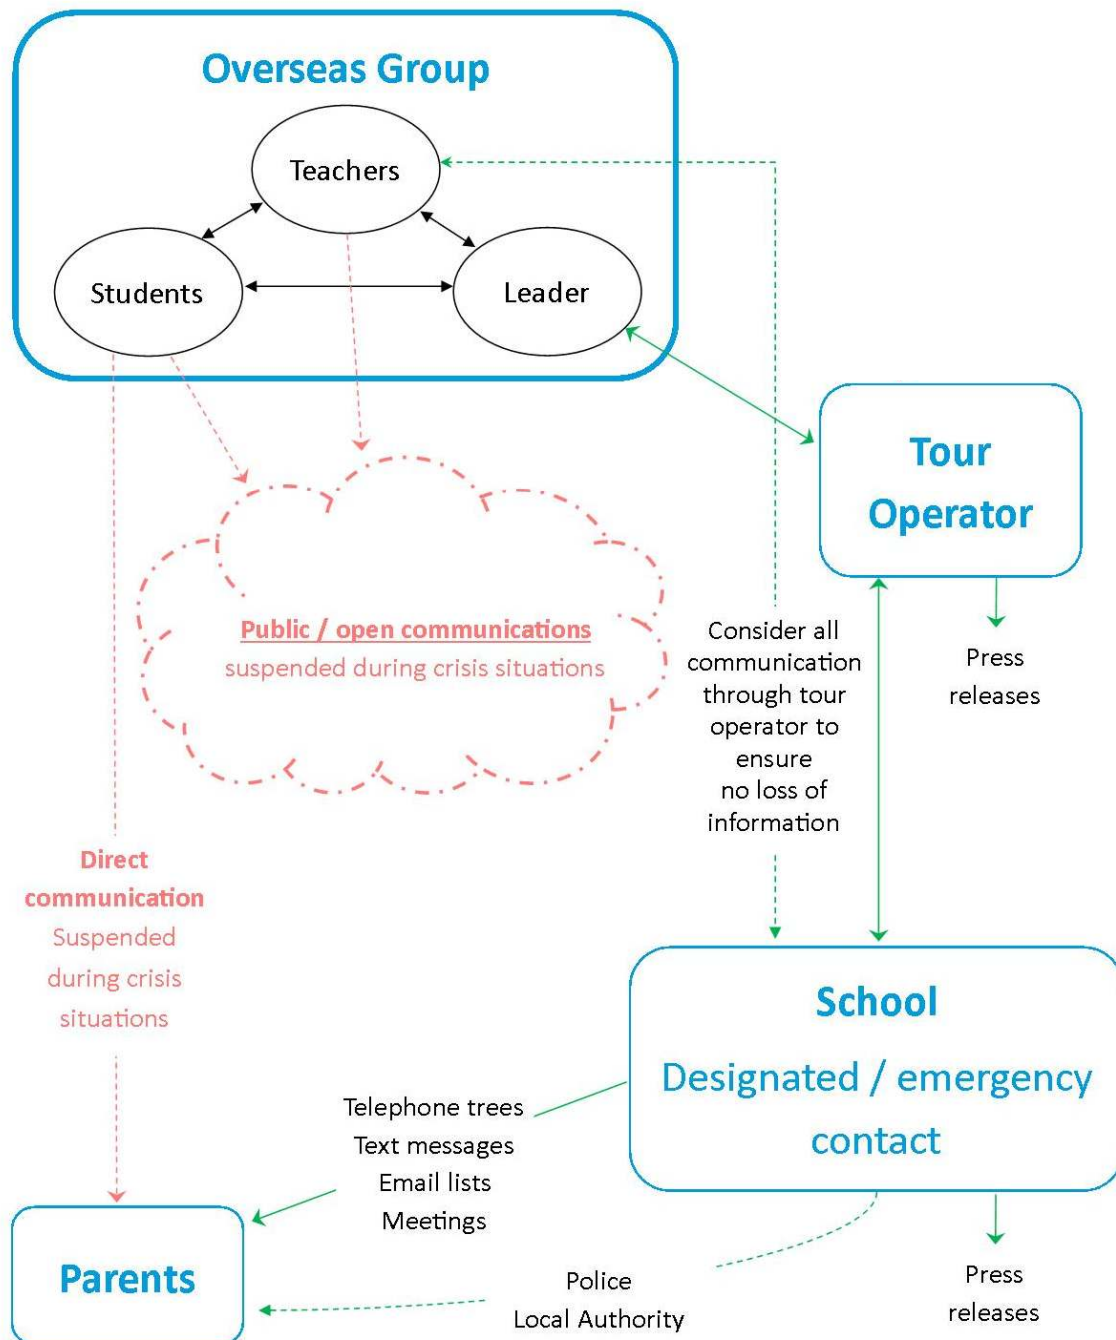 Overseas Group
Teachers
Students
Leader
Tour
Operator
Press
releases
Public / open communications
suspended during crisis situations
Consider all
communication
through tour
operator to
ensure
no loss of
information
Direct
communication
Suspended
during crisis
situations
School
Designated / emergency
contact
Telephone trees
Text messages
Email lists
Meetings
Parents
Police
Local Authority
Press
releases